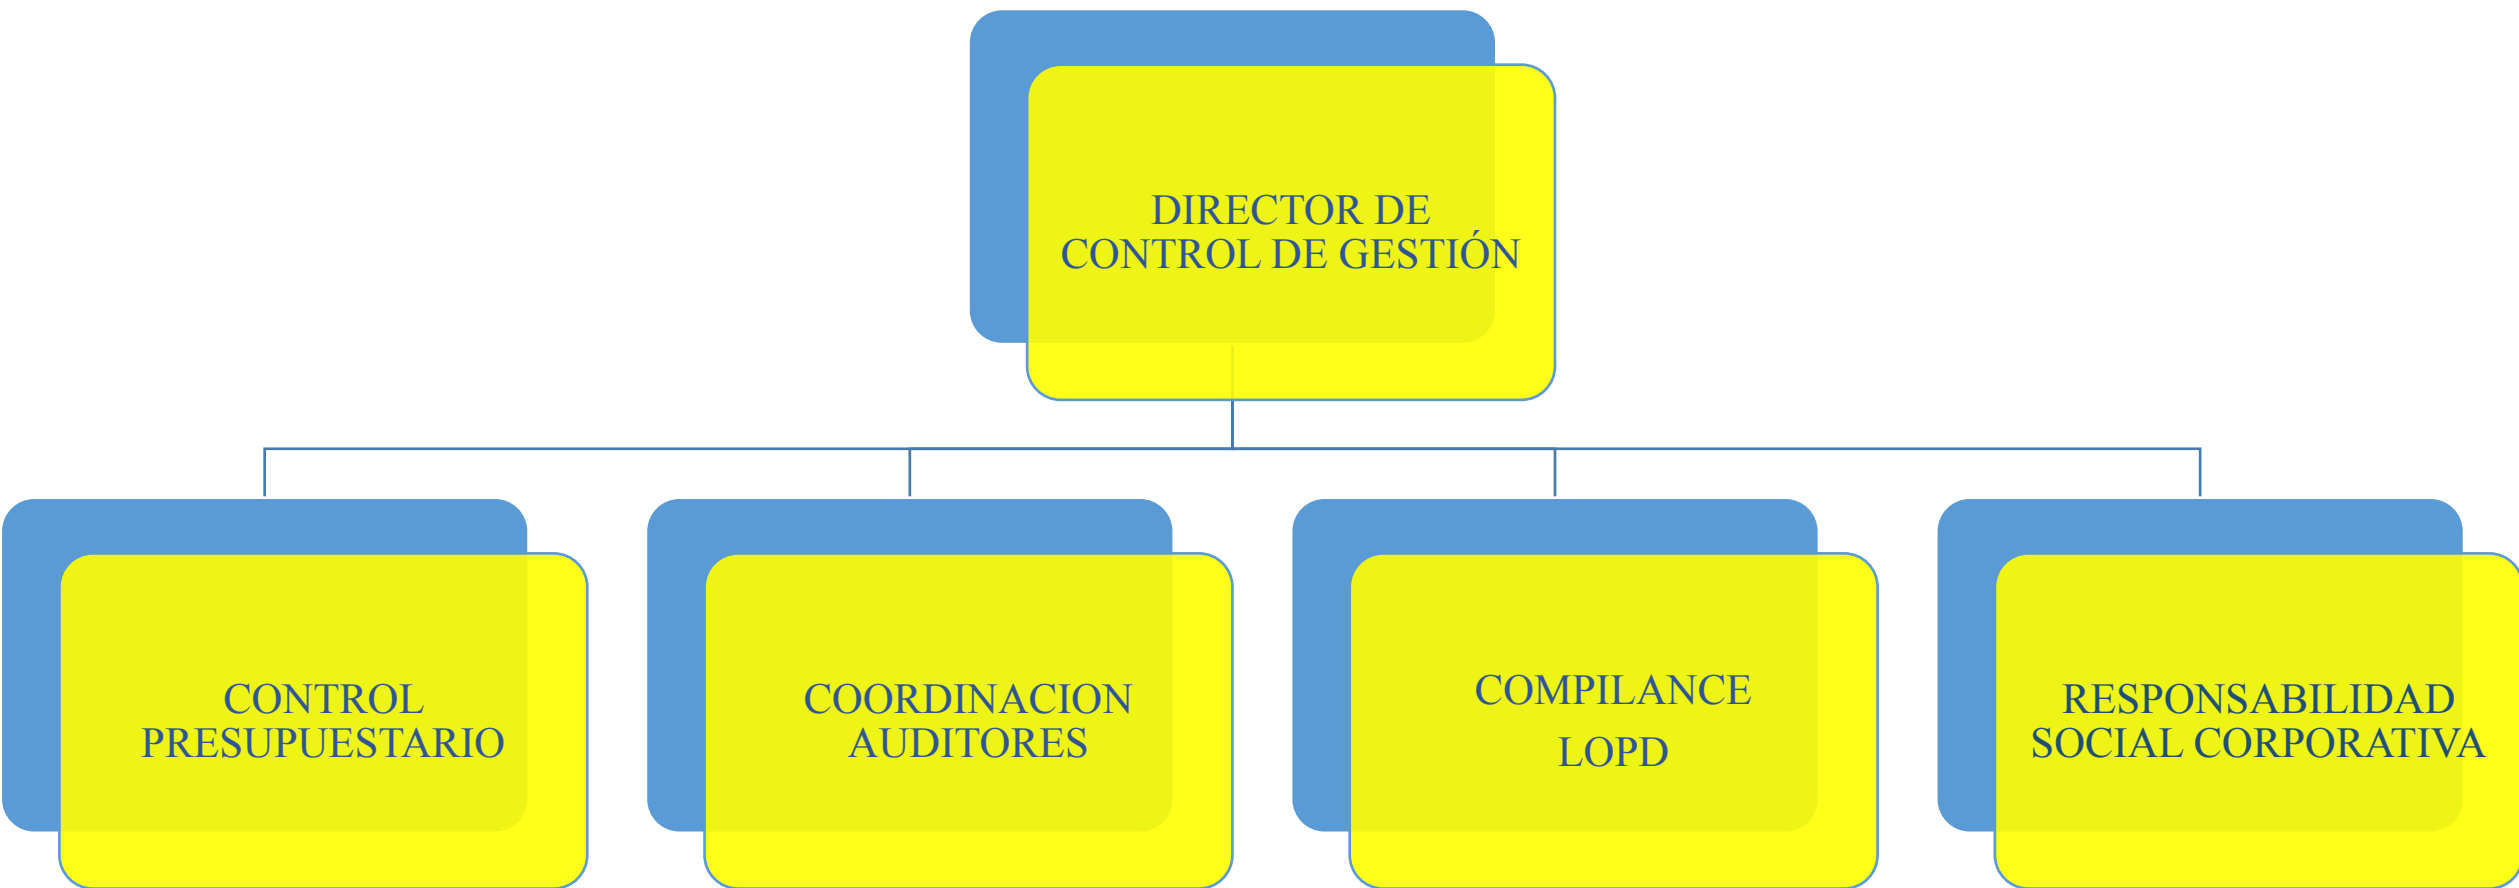 DIRECTOR DE
CONTROL DE GESTIÓN
CONTROL
PRESUPUESTARIO
COORDINACION
AUDITORES
COMPILANCE
LOPD
RESPONSABILIDAD
SOCIAL CORPORATIVA